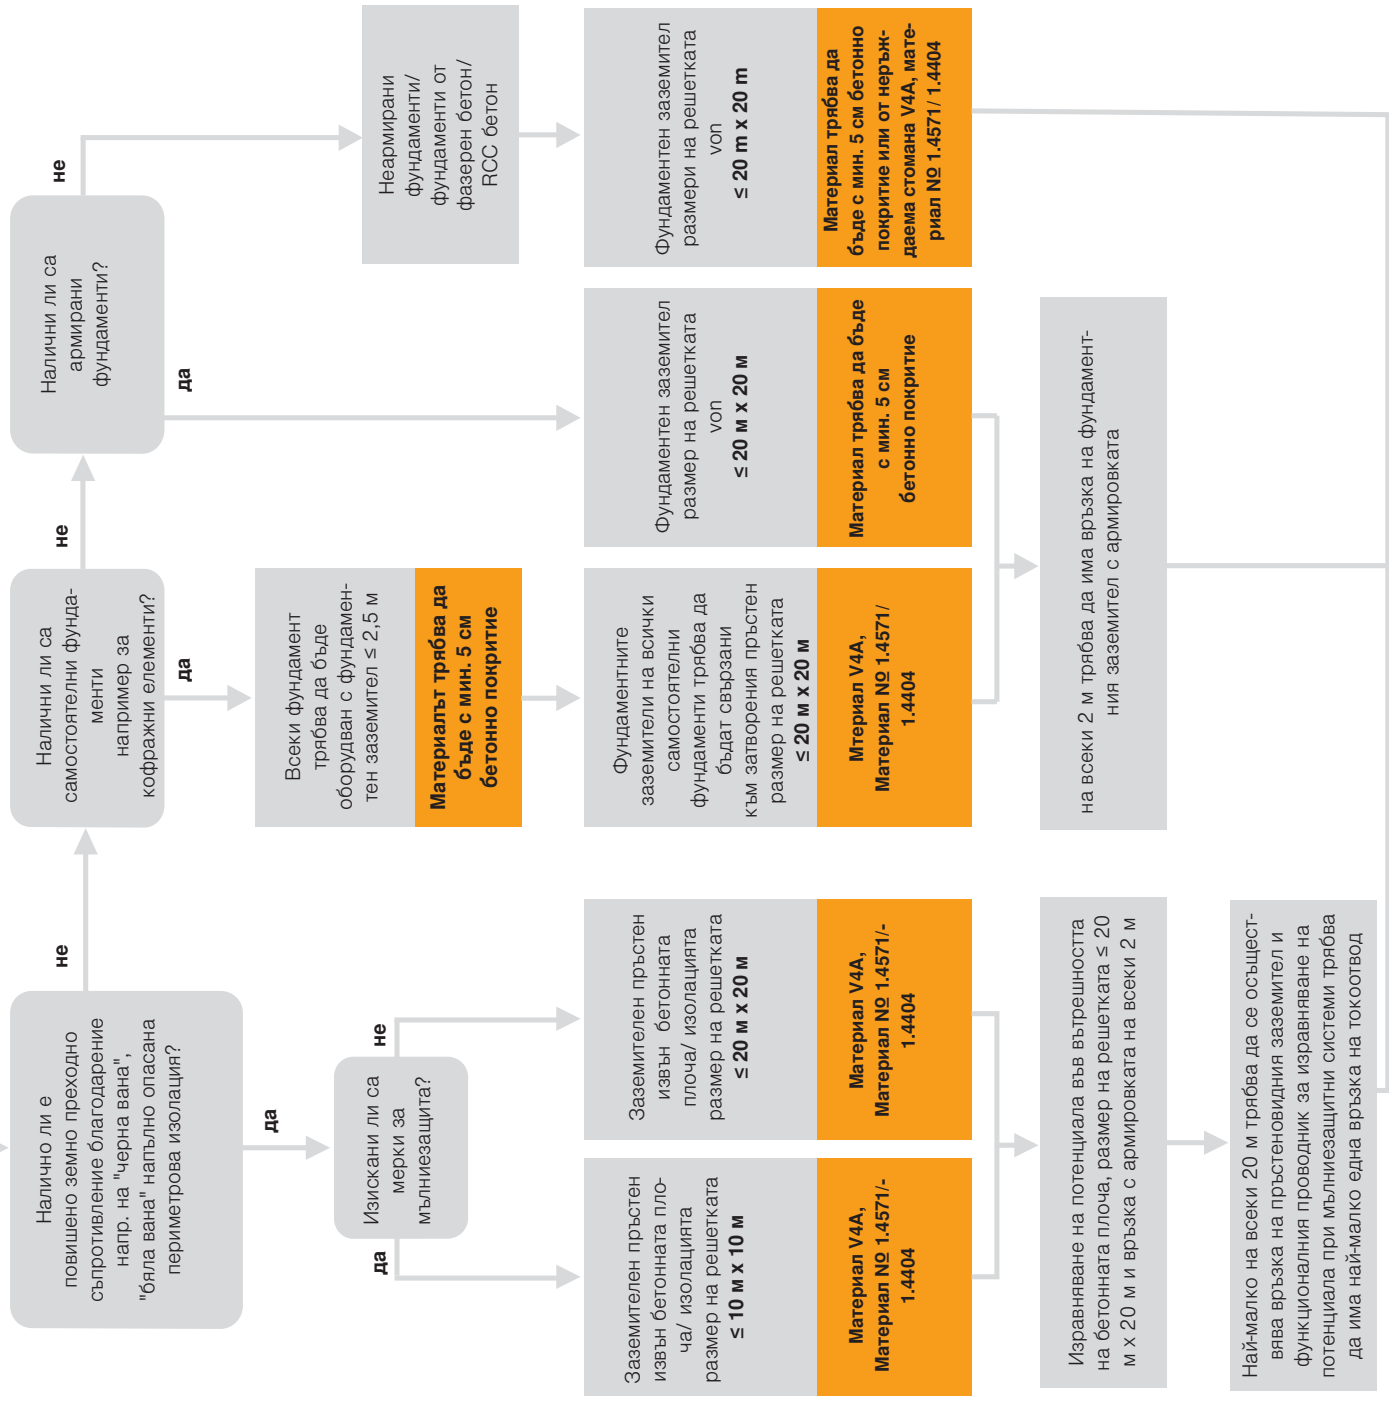 Налично ли е
повишено земно преходно
съпротивление благодарение
напр. на "черна вана",
"бяла вана" напълно опасана
периметрова изолация?
не
да
Налични ли са
самостоятелни фунда-
менти
например за
кофражни елементи?
не
да
Налични ли са
армирани
фундаменти?
не
да
Изискани ли са
мерки за
мълниезащита?
да
не
Всеки фундамент
трябва да бъде
оборудван с фундамен-
тен заземител ≤ 2,5 м
Материалът трябва да
бъде с мин. 5 см
бетонно покритие
Неармирани
фундаменти/
фундаменти от
фазерен бетон/
RCC бетон
Заземителен пръстен
извън бетонната пло-
ча/ изолацията
размер на решетката
≤ 10 м x 10 м
Материал V4A,
Материал № 1.4571/-
1.4404
Заземителен пръстен
извън бетонната
плоча/ изолацията
размер на решетката
≤ 20 м x 20 м
Материал V4A,
Материал № 1.4571/-
1.4404
Фундаментните
заземители на всички
самостоятелни
фундаменти трябва да
бъдат свързани
към затворения пръстен
размер на решетката
≤ 20 м x 20 м
Мтериал V4A,
Материал № 1.4571/
1.4404
Фундаментен заземител
размер на решетката
von
≤ 20 м x 20 м
Материал трябва да бъде
с мин. 5 см
бетонно покритие
Фундаментен заземител
размери на решетката
von
≤ 20 m x 20 m
Материал трябва да
бъде с мин. 5 см бетонно
покритие или от неръж-
даема стомана V4A, мате-
риал № 1.4571/ 1.4404
Изравняване на потенциала във вътрешността
на бетонната плоча, размер на решетката ≤ 20
м x 20 м и връзка с армировката на всеки 2 м
на всеки 2 м трябва да има връзка на фундамент-
ния заземител с армировката
Най-малко на всеки 20 м трябва да се осъщест-
вява връзка на пръстеновидния заземител и
функционалния проводник за изравняване на
потенциала при мълниезащитни системи трябва
да има най-малко една връзка на токоотвод